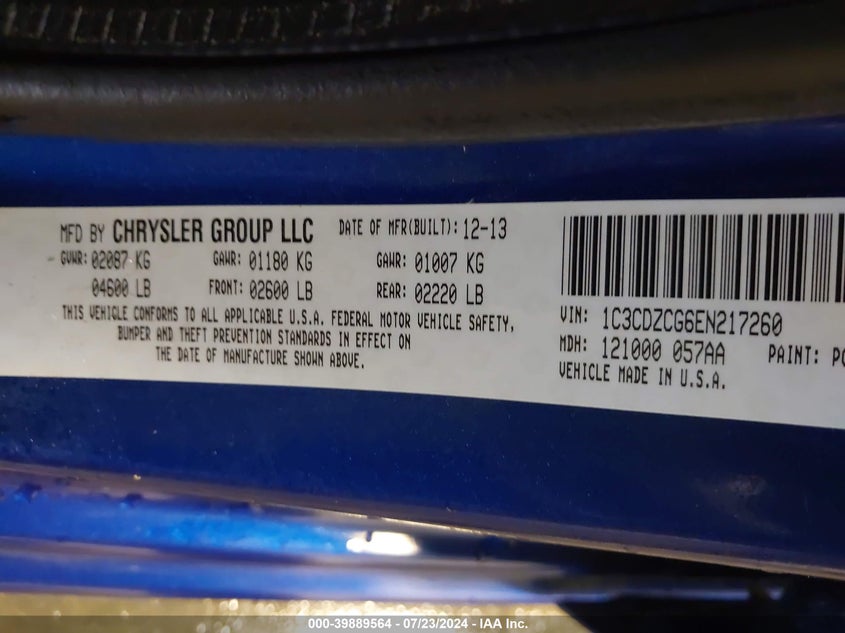 MFD BY CHRYSLER GROUP LLC DATE OF MFR(BUILT): 12-13
GVWR: 02087 KG GAWR: 01180 KG GAWR: 01007 KG
04600 LB FRONT: 02600 LB REAR: 02220 LB
THIS VEHICLE CONFORMS TO ALL APPLICABLE U.S.A. FEDERAL MOTOR VEHICLE SAFETY,
BUMPER AND THEFT PREVENTION STANDARDS IN EFFECT ON
THE DATE OF MANUFACTURE SHOWN ABOVE.
VIN: 1C3CDZCG6EN217260
MDH: 121000 057AA PAINT:
VEHICLE MADE IN U.S.A.
000-39889564 / 07/23/2024 - IAA Inc.